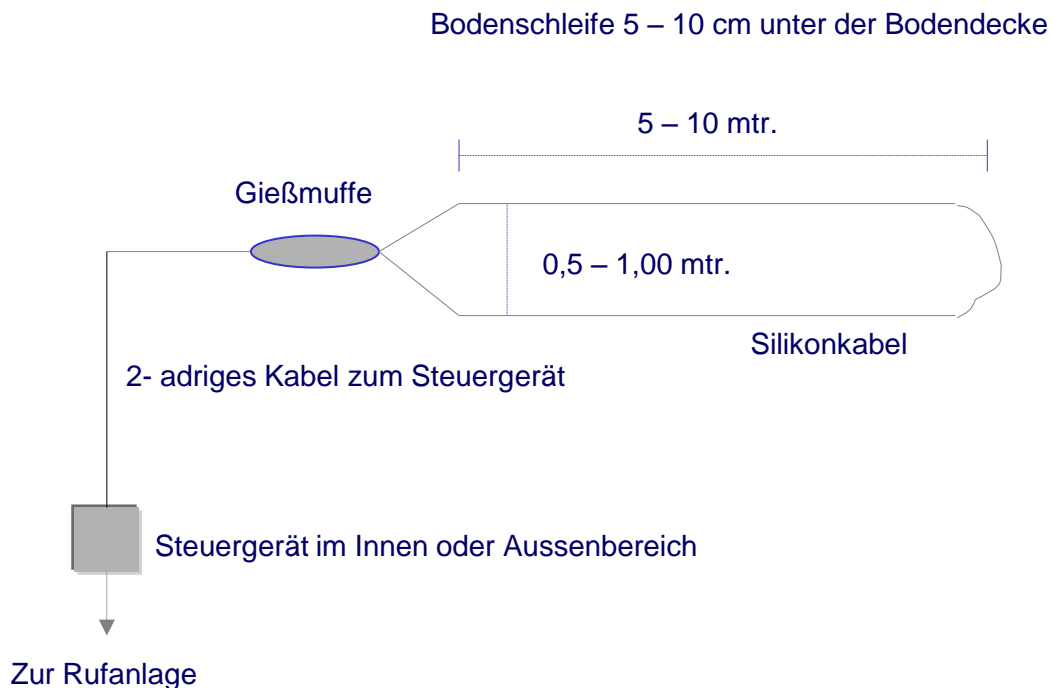 Bodenschleife 5 – 10 cm unter der Bodendecke
5 – 10 mtr.
Gießmuffe
0,5 – 1,00 mtr.
Silikonkabel
2- adriges Kabel zum Steuergerät
Steuergerät im Innen oder Aussenbereich
Zur Rufanlage